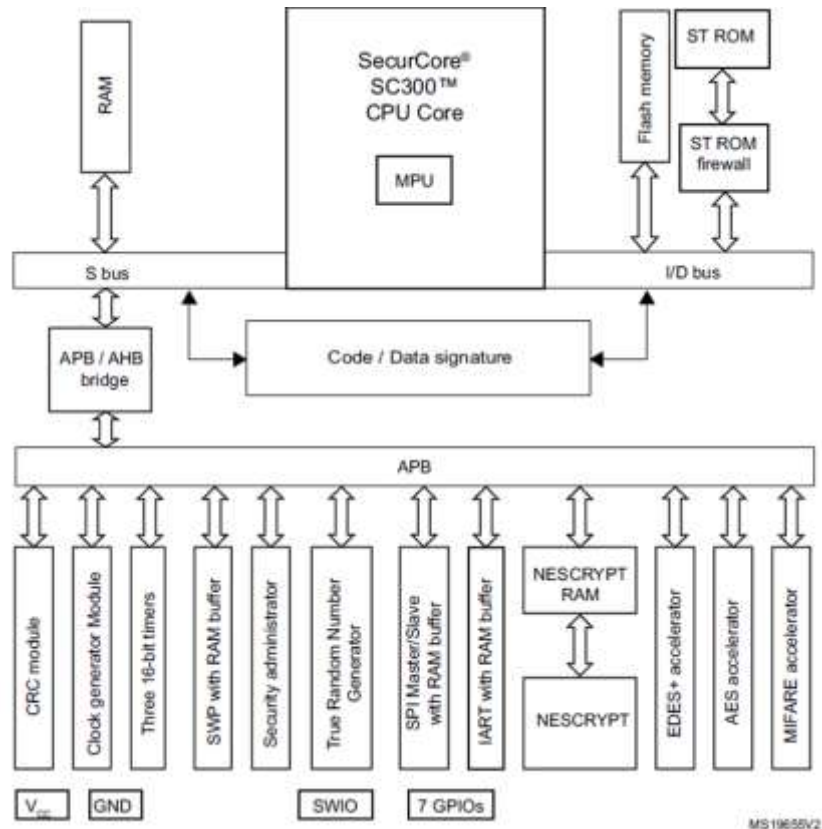 RAM
SecurCore®
SC300™
CPU Core
MPU
Flash memory
ST ROM
ST ROM
firewall
S bus
I/D bus
APB / AHB
bridge
Code / Data signature
APB
CRC module
Clock generator Module
Three 16-bit timers
SWP with RAM buffer
Security administrator
True Random Number
Generator
SPI Master/Slave
with RAM buffer
IART with RAM buffer
NESCRYPT
RAM
NESCRYPT
EDES+ accelerator
AES accelerator
MIFARE accelerator
VCC
GND
SWIO
7 GPIOs
MS19655V2